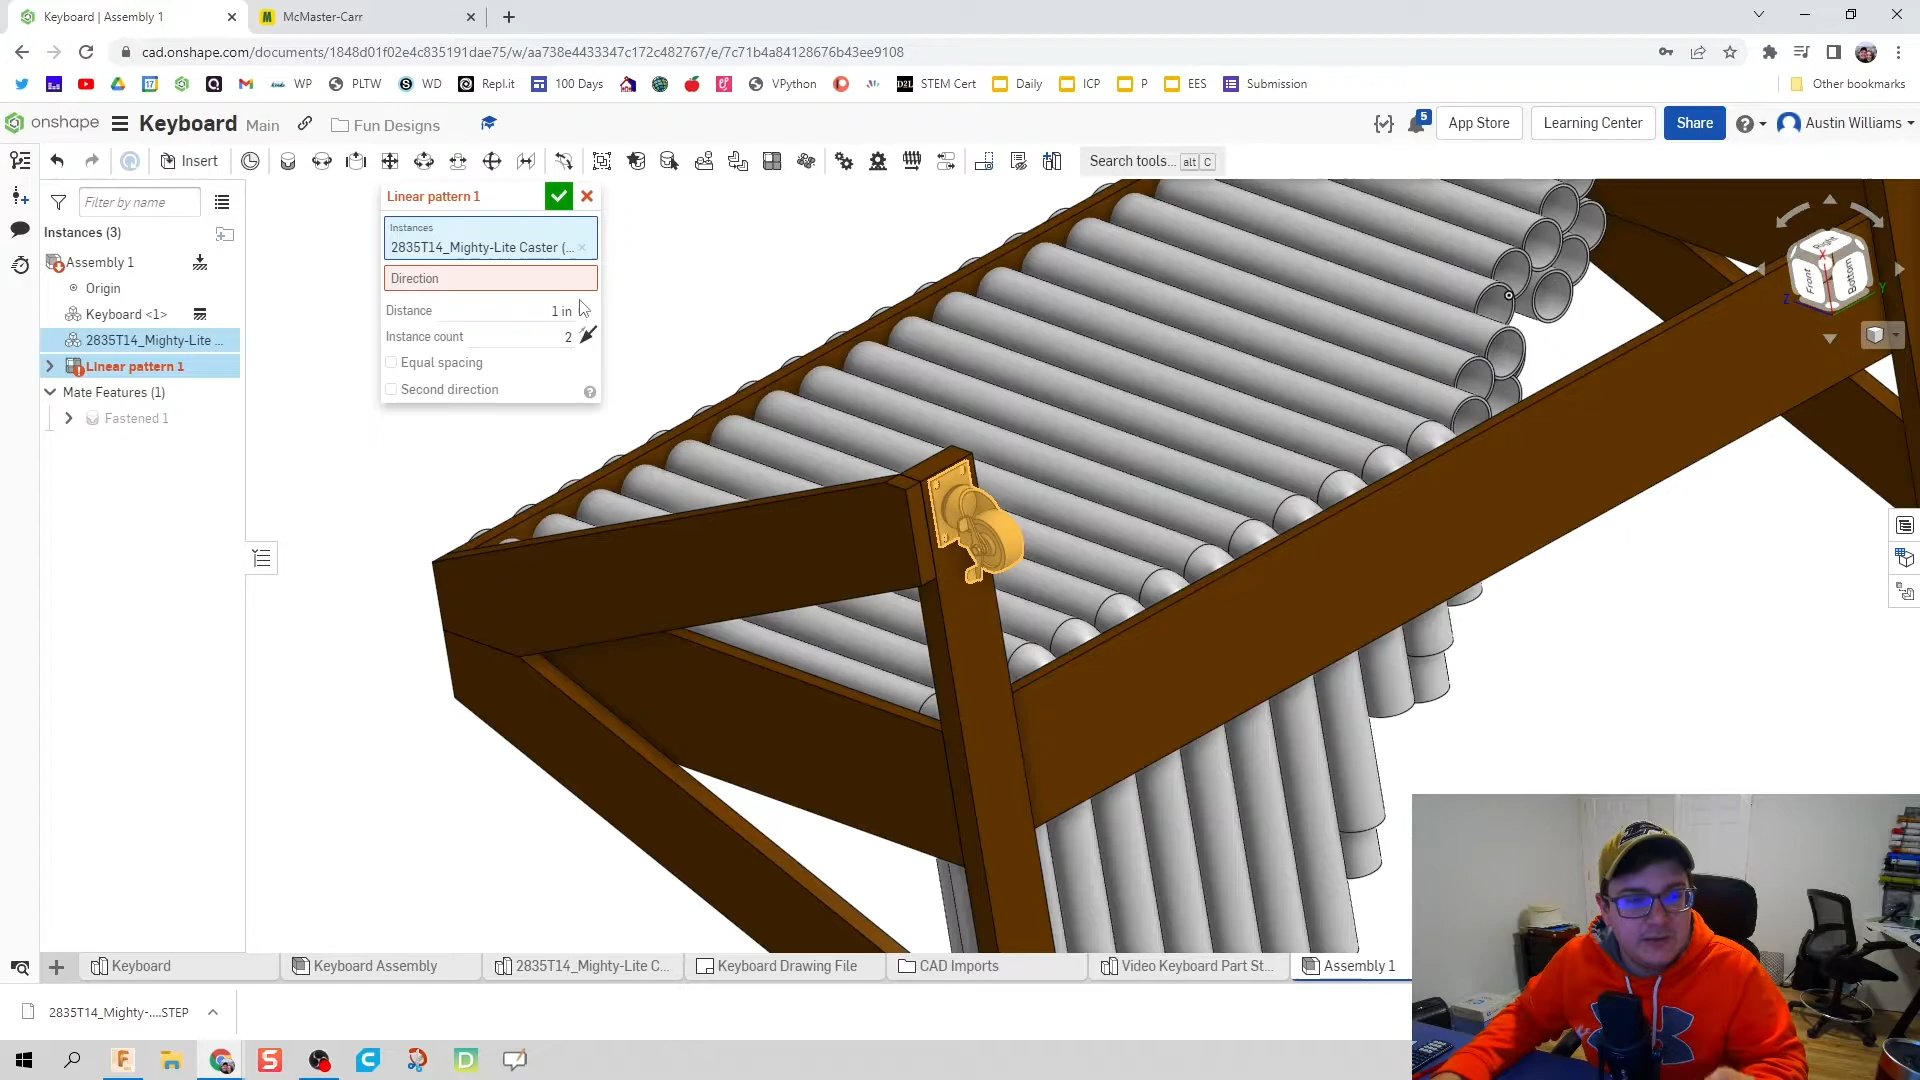 Keyboard | Assembly 1
McMaster-Carr
cad.onshape.com/documents/1848d01f02e4c835191dae75/w/aa738e4433347c172c482767/e/7c71b4a84128676b43ee9108
WP
PLTW
WD
Repl.it
100 Days
VPython
STEM Cert
Daily
ICP
P
EES
Submission
Other bookmarks
onshape
Keyboard
Main
Fun Designs
5
App Store
Learning Center
Share
Austin Williams
Insert
Search tools... alt C
Filter by name
Instances (3)
Assembly 1
Origin
Keyboard <1>
2835T14_Mighty-Lite ...
Linear pattern 1
Mate Features (1)
Fastened 1
Linear pattern 1
Instances
2835T14_Mighty-Lite Caster (...
Direction
Distance 1 in
Instance count 2
Equal spacing
Second direction
Right
Front
Bottom
X
Y
Z
Keyboard
Keyboard Assembly
2835T14_Mighty-Lite C...
Keyboard Drawing File
CAD Imports
Video Keyboard Part St...
Assembly 1
2835T14_Mighty-....STEP